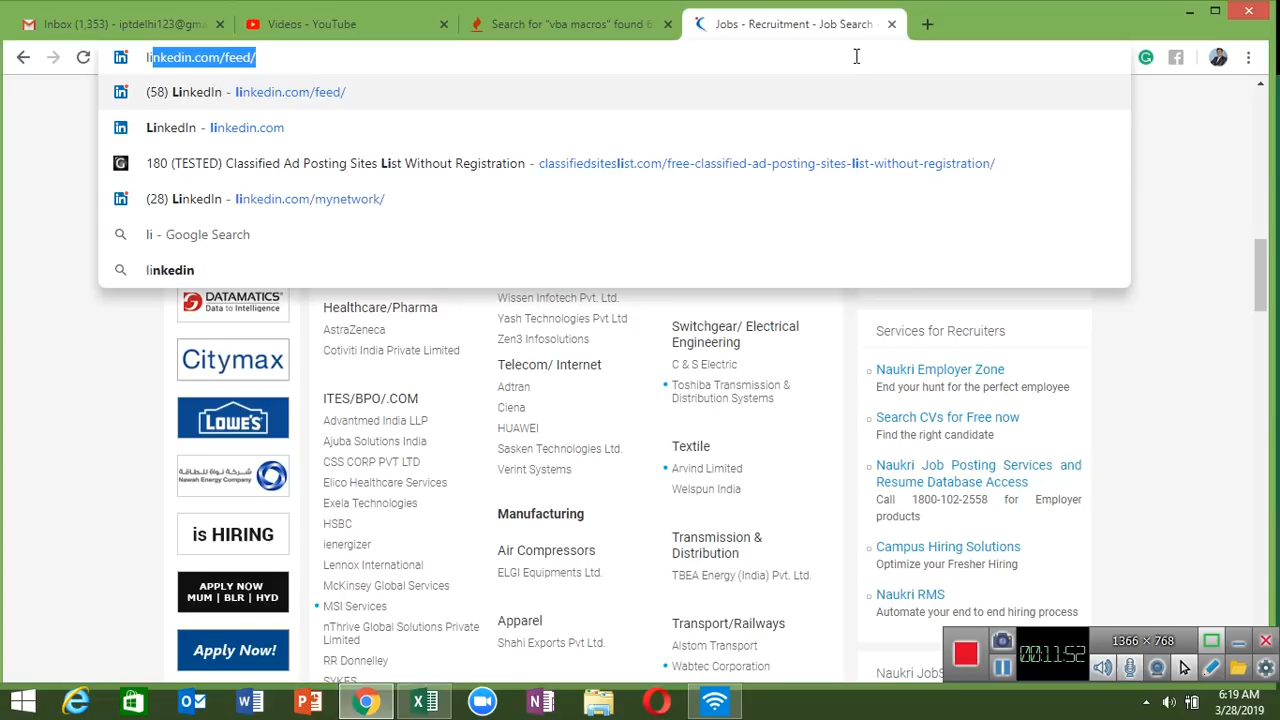 Inbox (1,353) - iptdelhi123@gma
Videos - YouTube
Search for "vba macros" found 6
Jobs - Recruitment - Job Search -
linkedin.com/feed/
(58) LinkedIn - linkedin.com/feed/
LinkedIn - linkedin.com
180 (TESTED) Classified Ad Posting Sites List Without Registration - classifiedsiteslist.com/free-classified-ad-posting-sites-list-without-registration/
(28) LinkedIn - linkedin.com/mynetwork/
li - Google Search
linkedin
DATAMATICS
Data to Intelligence
Citymax
LOWE'S
شركة نواة للطاقة
Nawah Energy Company
is HIRING
APPLY NOW
MUM | BLR | HYD
Apply Now!
Healthcare/Pharma
AstraZeneca
Cotiviti India Private Limited
ITES/BPO/.COM
Advantmed India LLP
Ajuba Solutions India
CSS CORP PVT LTD
Elico Healthcare Services
Exela Technologies
HSBC
ienergizer
Lennox International
McKinsey Global Services
MSI Services
nThrive Global Solutions Private
Limited
RR Donnelley
SYKES
Wissen Infotech Pvt. Ltd.
Yash Technologies Pvt Ltd
Zen3 Infosolutions
Telecom/ Internet
Adtran
Ciena
HUAWEI
Sasken Technologies Ltd.
Verint Systems
Manufacturing
Air Compressors
ELGI Equipments Ltd.
Apparel
Shahi Exports Pvt Ltd.
Switchgear/ Electrical
Engineering
C & S Electric
Toshiba Transmission &
Distribution Systems
Textile
Arvind Limited
Welspun India
Transmission &
Distribution
TBEA Energy (India) Pvt. Ltd.
Transport/Railways
Alstom Transport
Wabtec Corporation
Services for Recruiters
Naukri Employer Zone
End your hunt for the perfect employee
Search CVs for Free now
Find the right candidate
Naukri Job Posting Services and
Resume Database Access
Call 1800-102-2558 for Employer
products
Campus Hiring Solutions
Optimize your Fresher Hiring
Naukri RMS
Automate your end to end hiring process
Naukri JobS
00:11:52
1366 × 768
6:19 AM
3/28/2019